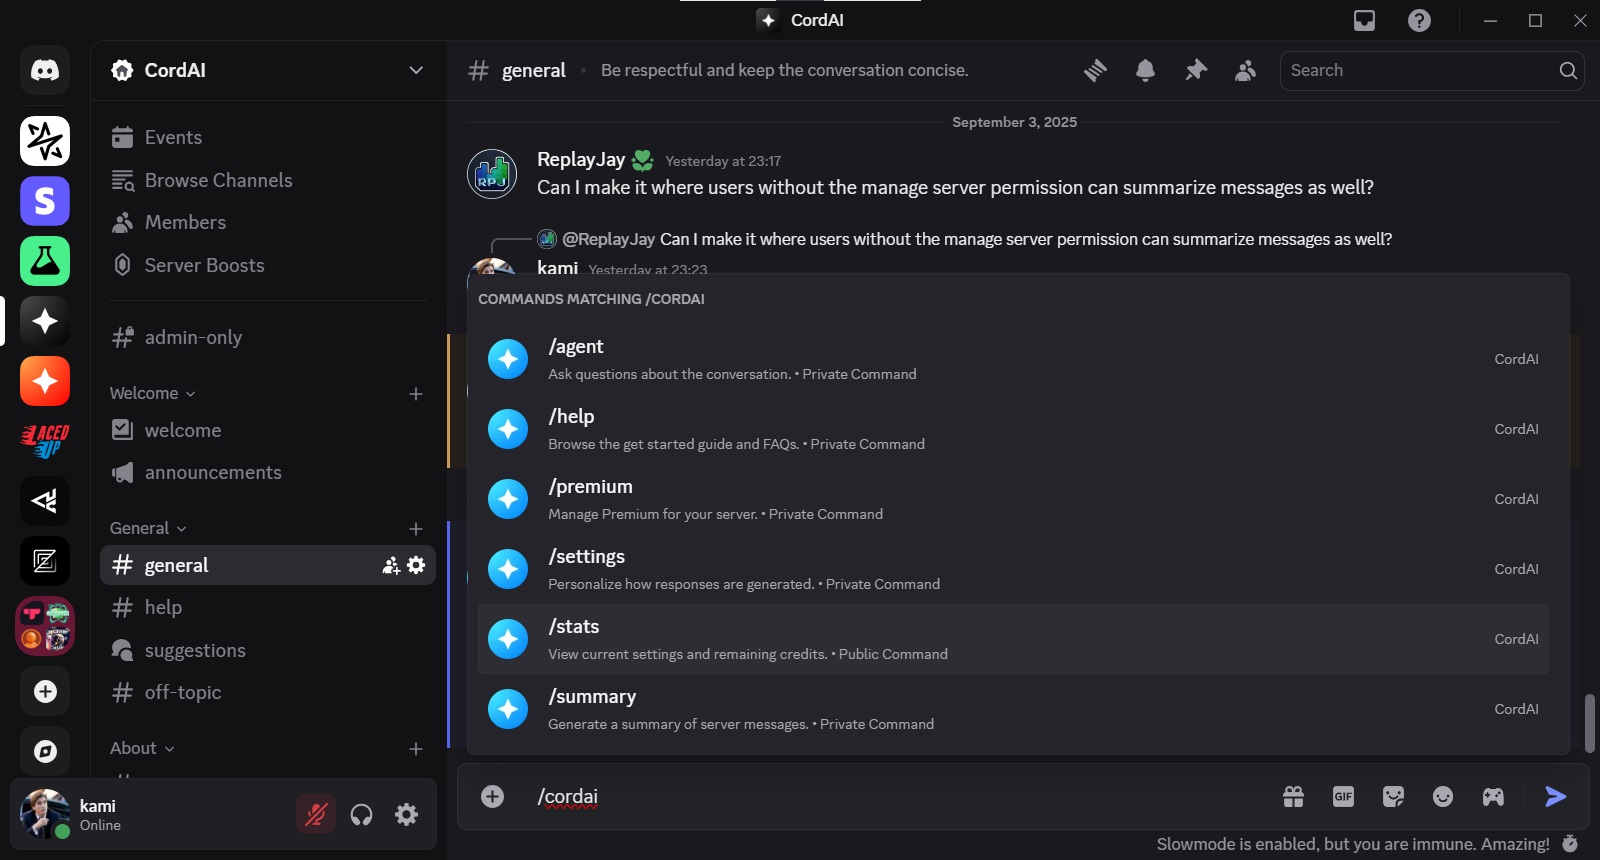 CordAI
CordAI
general
Be respectful and keep the conversation concise.
Search
Events
Browse Channels
Members
Server Boosts
admin-only
Welcome
welcome
announcements
General
general
help
suggestions
off-topic
About
kami
Online
September 3, 2025
ReplayJay Yesterday at 23:17
Can I make it where users without the manage server permission can summarize messages as well?
@ReplayJay Can I make it where users without the manage server permission can summarize messages as well?
kami Yesterday at 23:23
COMMANDS MATCHING /CORDAI
/agent
Ask questions about the conversation. • Private Command
CordAI
/help
Browse the get started guide and FAQs. • Private Command
CordAI
/premium
Manage Premium for your server. • Private Command
CordAI
/settings
Personalize how responses are generated. • Private Command
CordAI
/stats
View current settings and remaining credits. • Public Command
CordAI
/summary
Generate a summary of server messages. • Private Command
CordAI
/cordai
GIF
Slowmode is enabled, but you are immune. Amazing!
S
LACED
UP
RPJ